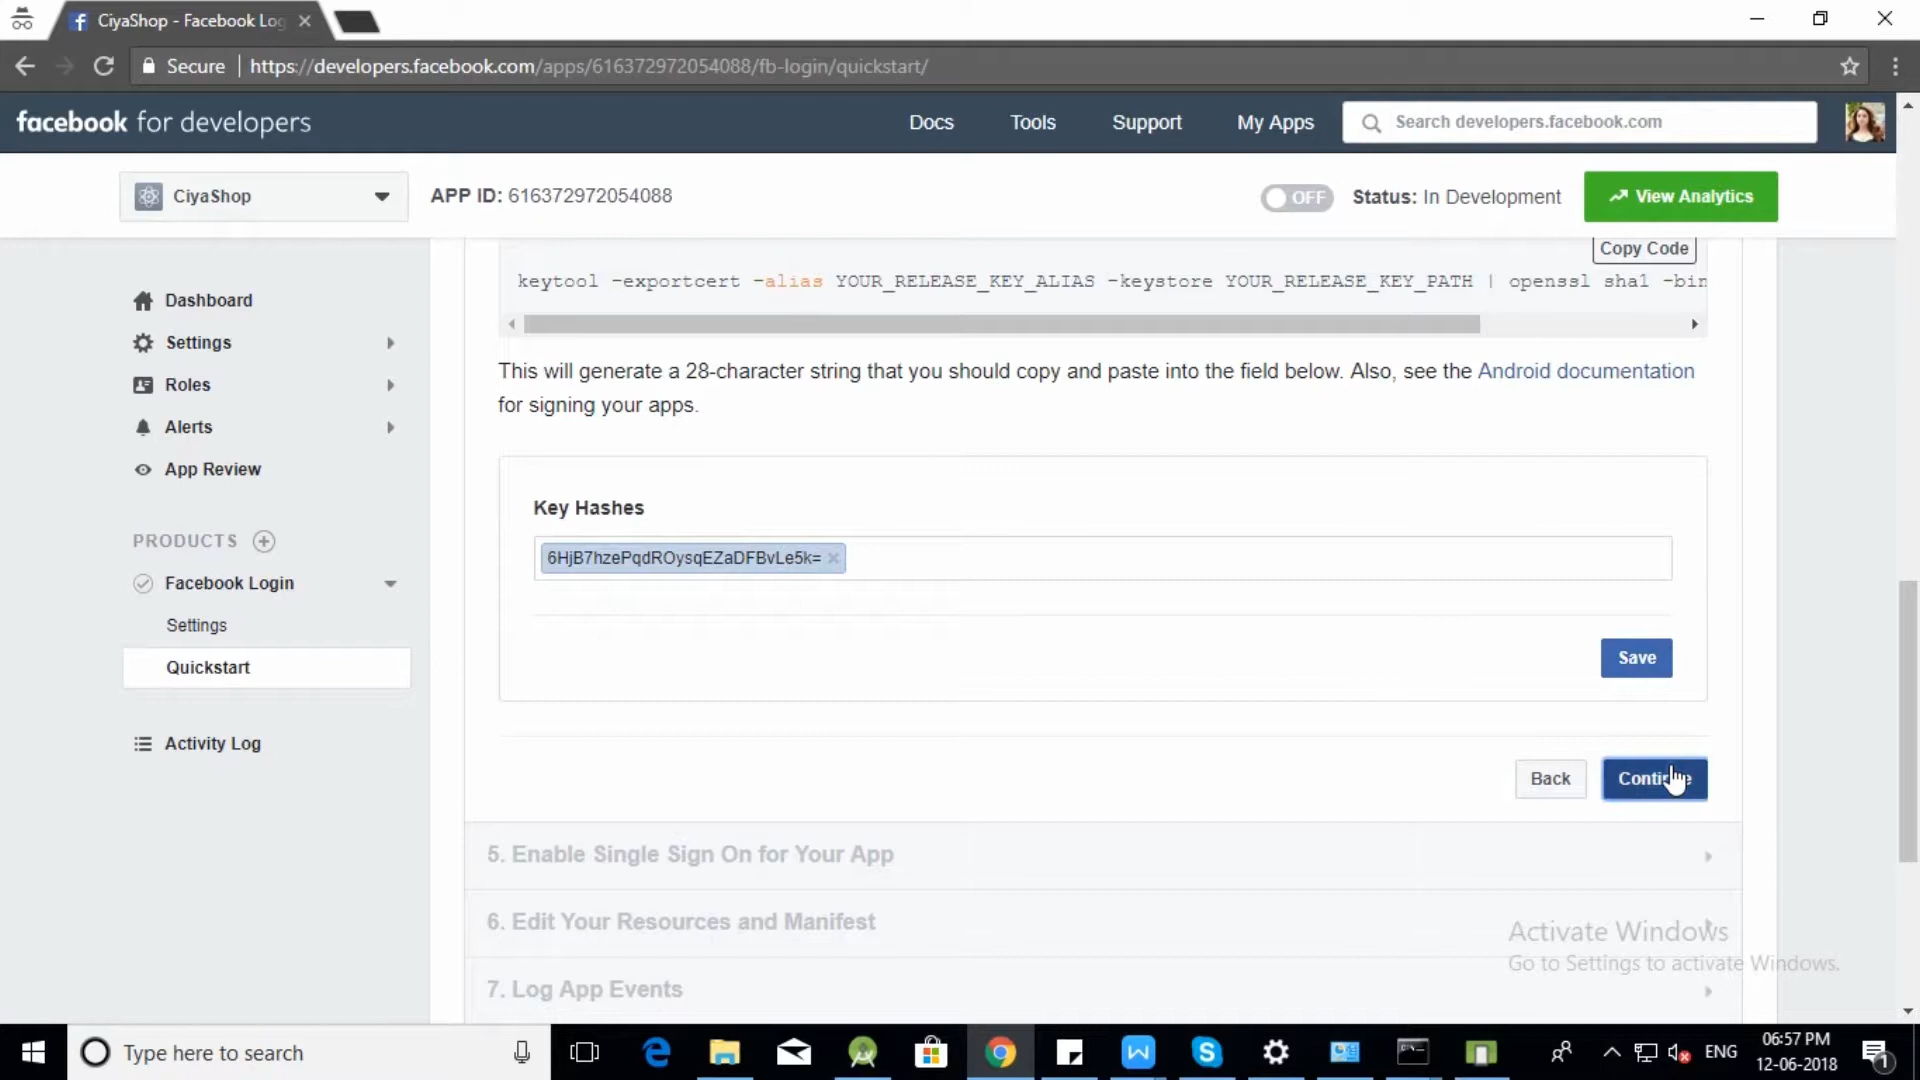 CiyaShop - Facebook Log
Secure
https://developers.facebook.com/apps/616372972054088/fb-login/quickstart/
facebook for developers
Docs
Tools
Support
My Apps
Search developers.facebook.com
CiyaShop
APP ID: 616372972054088
OFF
Status: In Development
View Analytics
Copy Code
keytool -exportcert -alias YOUR_RELEASE_KEY_ALIAS -keystore YOUR_RELEASE_KEY_PATH | openssl sha1 -bin
This will generate a 28-character string that you should copy and paste into the field below. Also, see the Android documentation
for signing your apps.
Dashboard
Settings
Roles
Alerts
App Review
PRODUCTS
Facebook Login
Settings
Quickstart
Activity Log
Key Hashes
6HjB7hzePqdROysqEZaDFBvLe5k=
Save
Back
Continue
5. Enable Single Sign On for Your App
6. Edit Your Resources and Manifest
7. Log App Events
Activate Windows
Go to Settings to activate Windows.
Type here to search
ENG
06:57 PM
12-06-2018
1